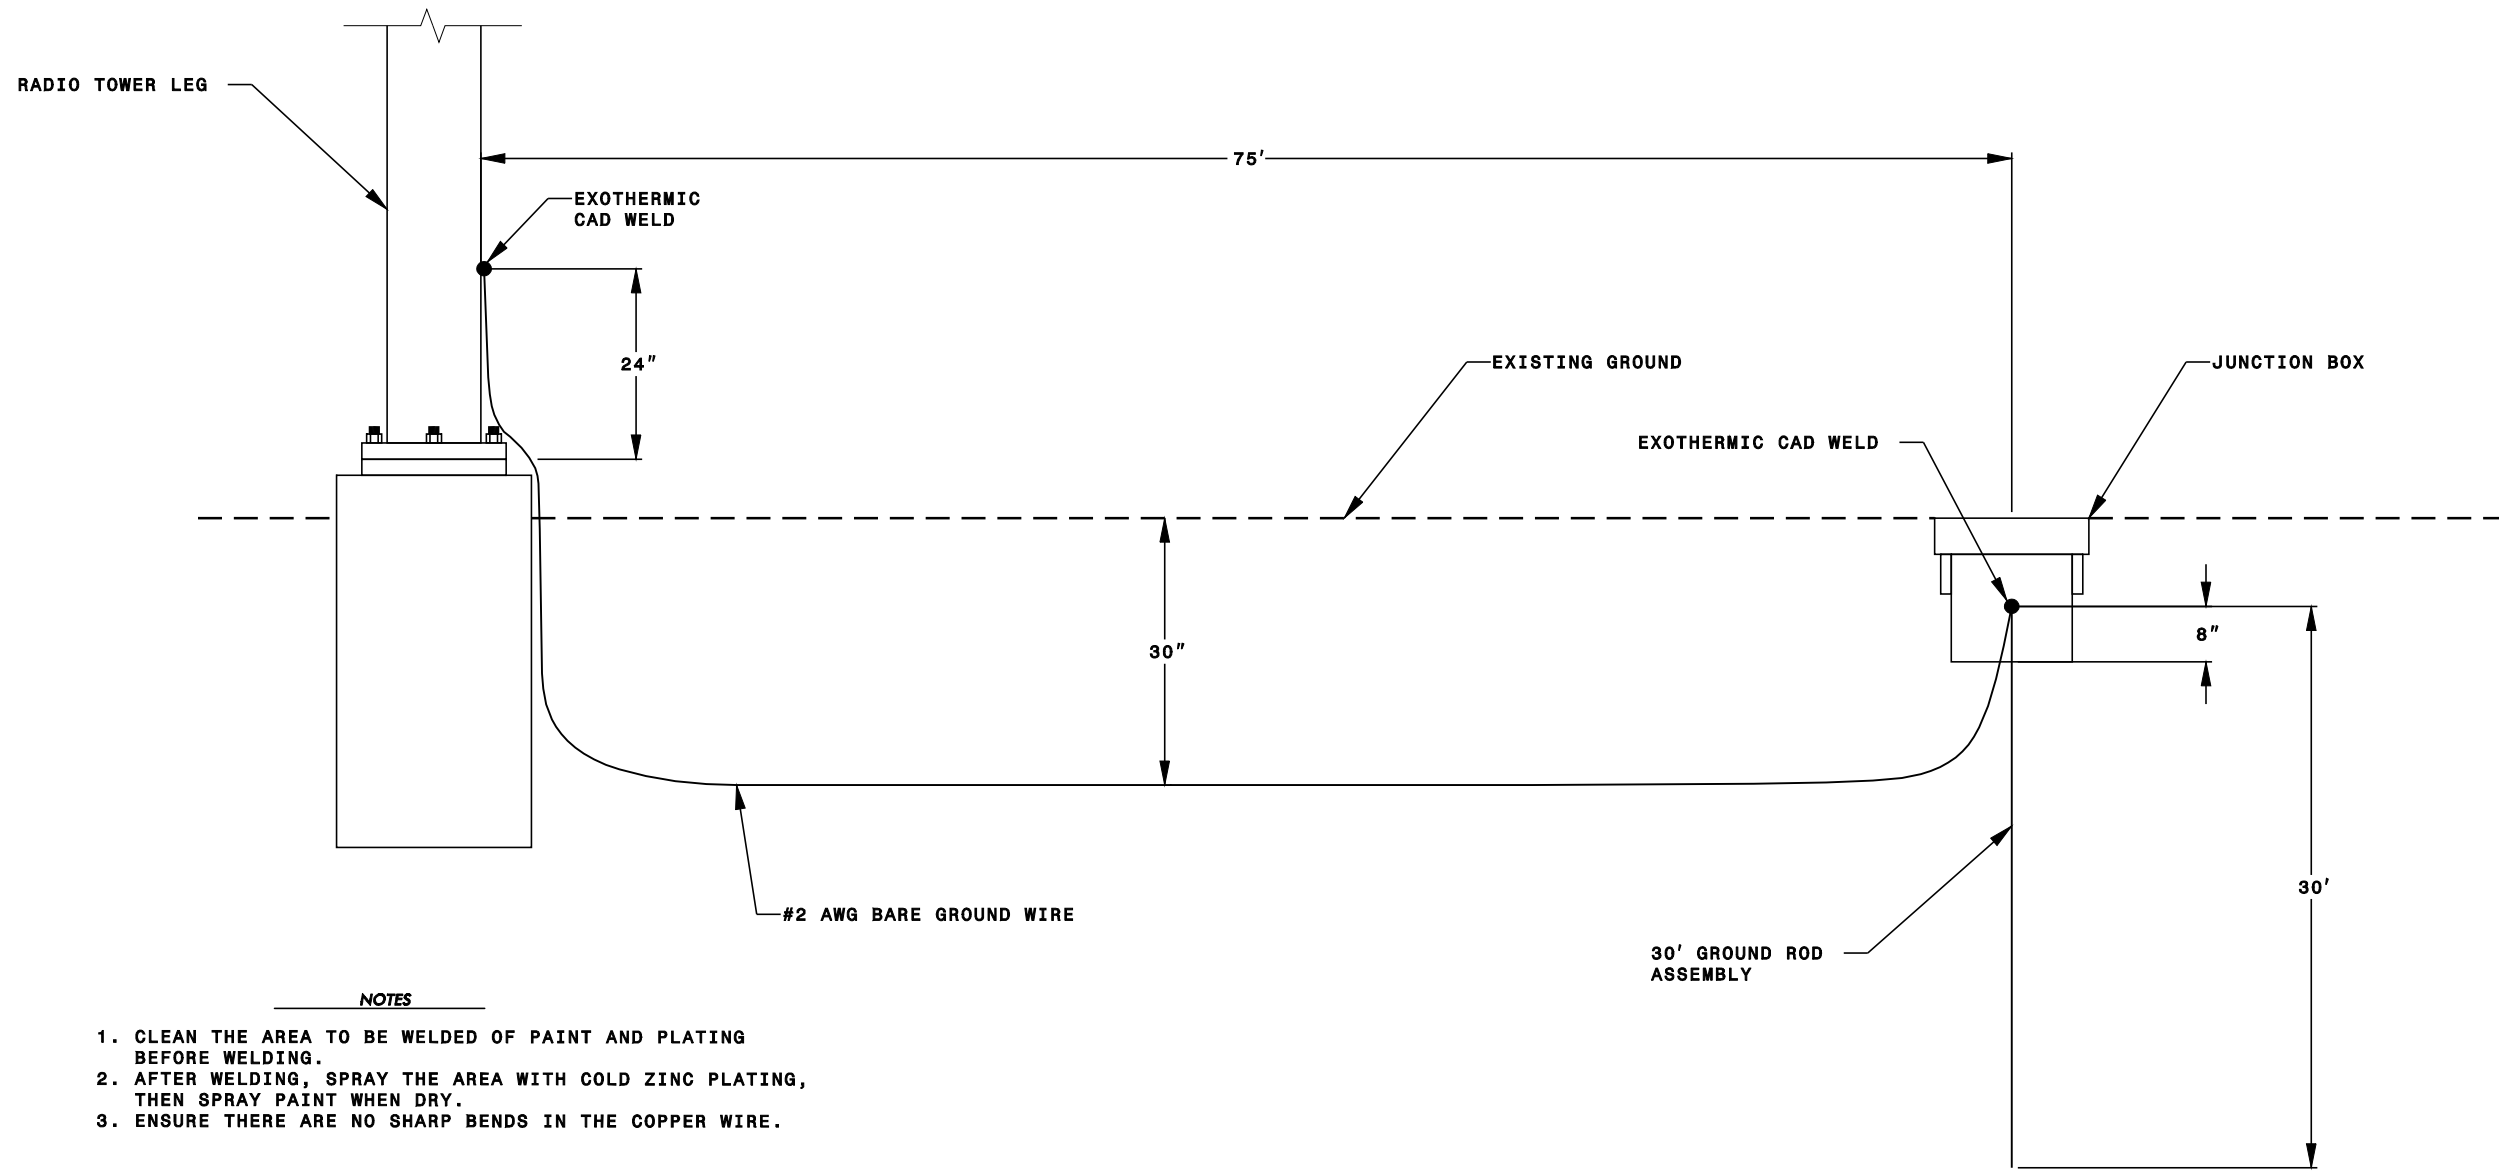 RADIO TOWER LEG
75'
EXOTHERMIC
CAD WELD
24"
EXISTING GROUND
JUNCTION BOX
EXOTHERMIC CAD WELD
8"
30"
30'
#2 AWG BARE GROUND WIRE
30' GROUND ROD
ASSEMBLY
NOTES
1. CLEAN THE AREA TO BE WELDED OF PAINT AND PLATING
BEFORE WELDING.
2. AFTER WELDING, SPRAY THE AREA WITH COLD ZINC PLATING,
THEN SPRAY PAINT WHEN DRY.
3. ENSURE THERE ARE NO SHARP BENDS IN THE COPPER WIRE.